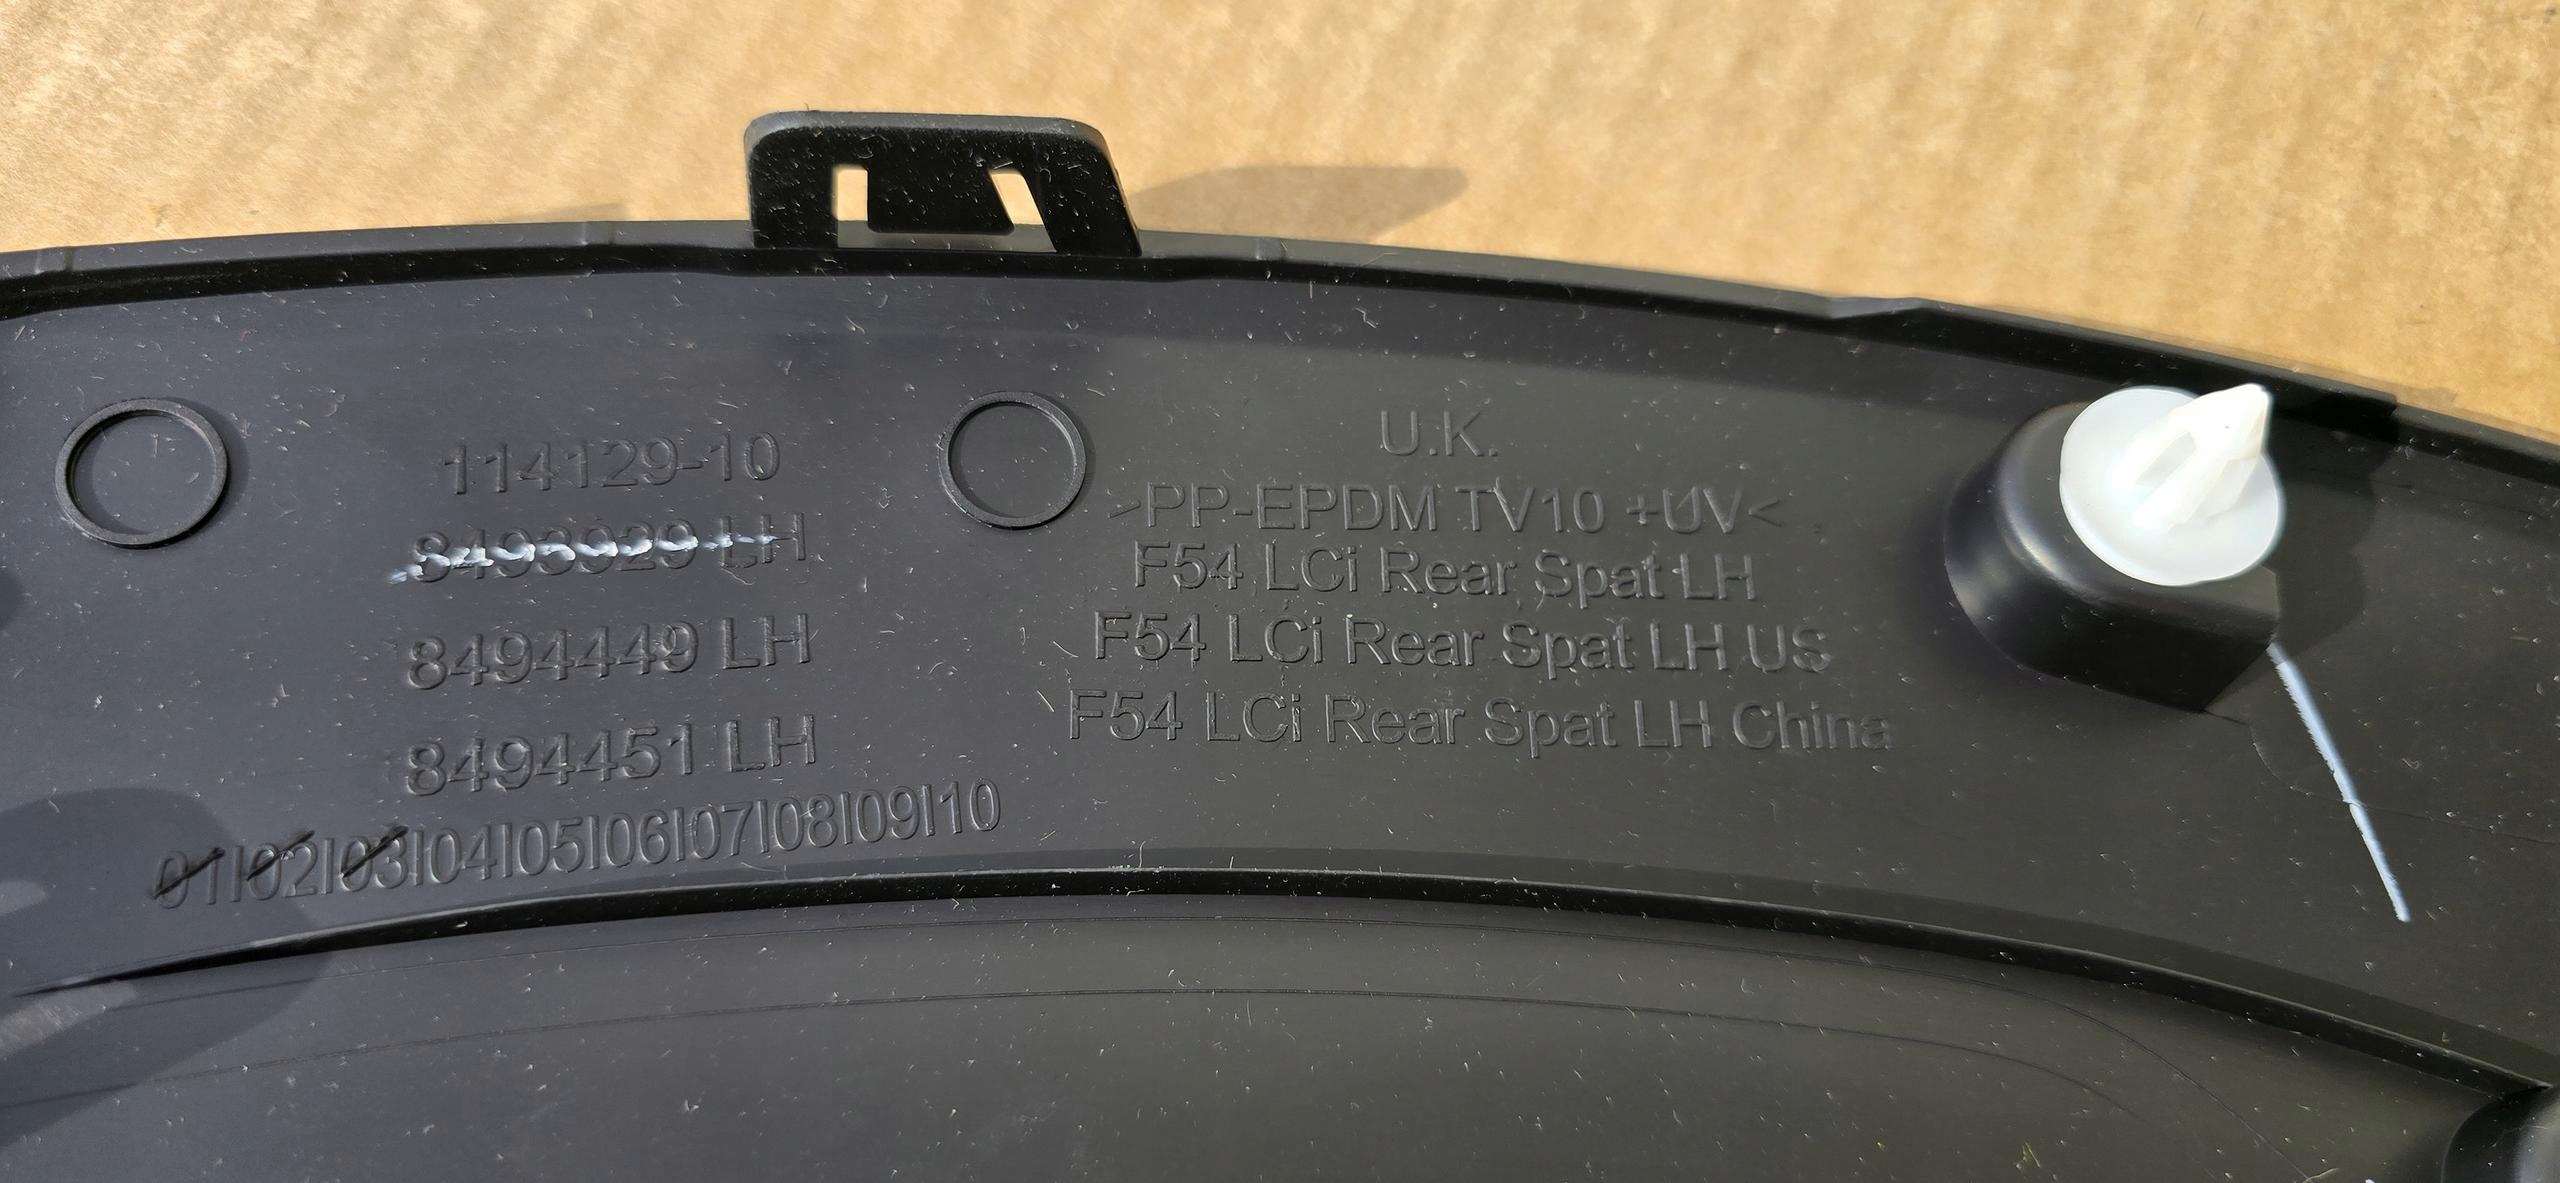 114129-10
8493929 LH
8494449 LH
8494451 LH
01|02|03|04|05|06|07|08|09|10
U.K.
>PP-EPDM TV10 +UV<
F54 LCi Rear Spat LH
F54 LCi Rear Spat LH US
F54 LCi Rear Spat LH China